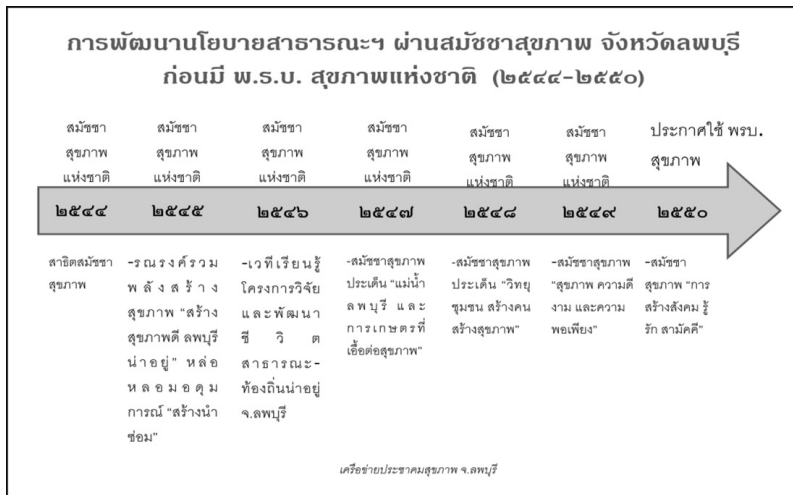 การพัฒนานโยบายสาธารณะฯ ผ่านสมัชชาสุขภาพ จังหวัดลพบุรี
ก่อนมี พ.ร.บ. สุขภาพแห่งชาติ (๒๕๔๔-๒๕๕๐)
สมัชชา
สุขภาพ
แห่งชาติ
สมัชชา
สุขภาพ
แห่งชาติ
สมัชชา
สุขภาพ
แห่งชาติ
สมัชชา
สุขภาพ
แห่งชาติ
สมัชชา
สุขภาพ
แห่งชาติ
สมัชชา
สุขภาพ
แห่งชาติ
ประกาศใช้ พรบ.
สุขภาพ
๒๕๔๔ ๒๕๔๕ ๒๕๔๖ ๒๕๔๗ ๒๕๔๘ ๒๕๔๙ ๒๕๕๐
สาธิตสมัชชา
สุขภาพ
-รณรงค์รวม
พลังสร้าง
สุขภาพ "สร้าง
สุขภาพดี ลพบุรี
น่าอยู่" หล่อ
หลอมอุดม
การณ์ "สร้างนำ
ซ่อม"
-เวทีเรียนรู้
โครงการวิจัย
และพัฒนา
ชีวิต
สาธารณะ-
ท้องถิ่นน่าอยู่
จ.ลพบุรี
-สมัชชาสุขภาพ
ประเด็น "แม่น้ำ
ลพบุรี และ
การเกษตรที่
เอื้อต่อสุขภาพ"
-สมัชชาสุขภาพ
ประเด็น "วิทยุ
ชุมชน สร้างคน
สร้างสุขภาพ"
-สมัชชาสุขภาพ
"สุขภาพ ความดี
งาม และความ
พอเพียง"
-สมัชชา
สุขภาพ "การ
สร้างสังคม รู้
รัก สามัคคี"
เครือข่ายประชาคมสุขภาพ จ.ลพบุรี